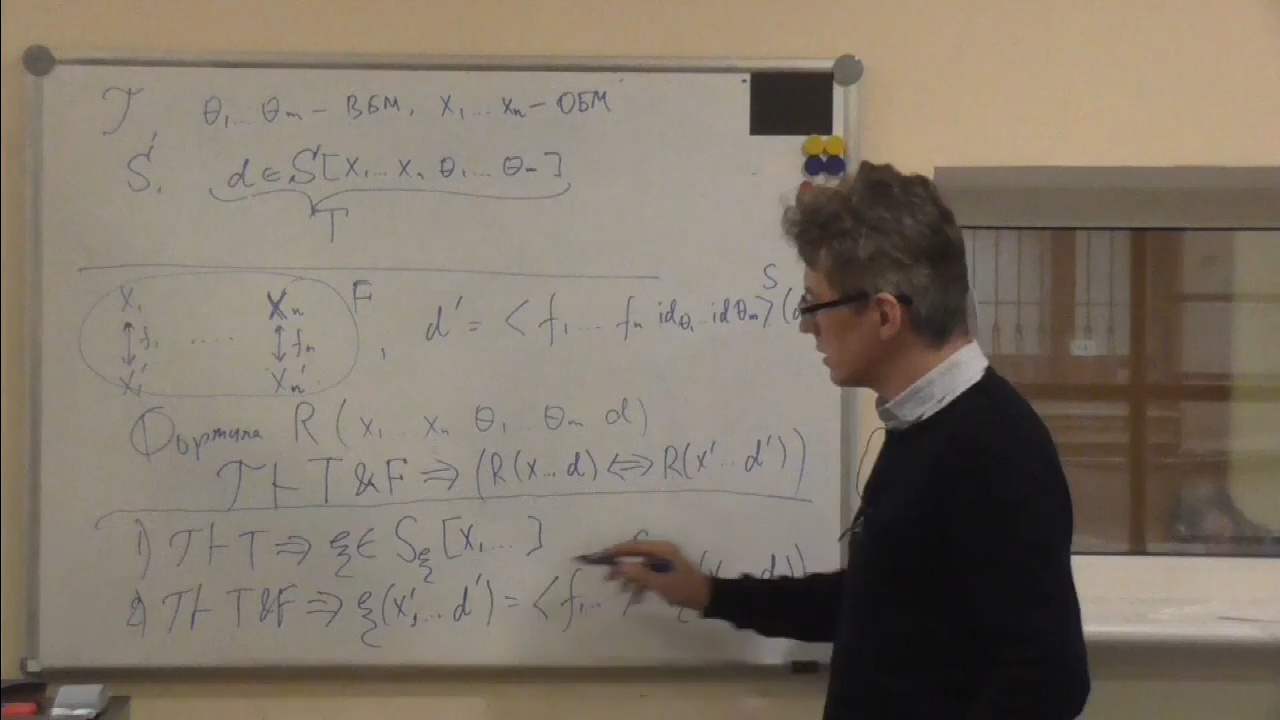 𝒯, θ₁...θₘ – ВБМ, x₁...xₙ – ОБМ
S, d ∈ S[x₁...xₙ θ₁...θₘ]
T
x₁ ↕ f₁ x₁' .... xₙ ↕ fₙ xₙ' F, d' = < f₁...fₙ id_θ₁...id_θₘ >^S (d
Формула R(x₁...xₙ θ₁...θₘ d)
𝒯 ⊢ T & F ⇒ (R(x...d) ⇔ R(x'...d'))
1) 𝒯 ⊢ T ⇒ ξ ∈ S_ξ [x₁...]
2) 𝒯 ⊢ T & F ⇒ ξ(x₁'...d') = < f₁... >